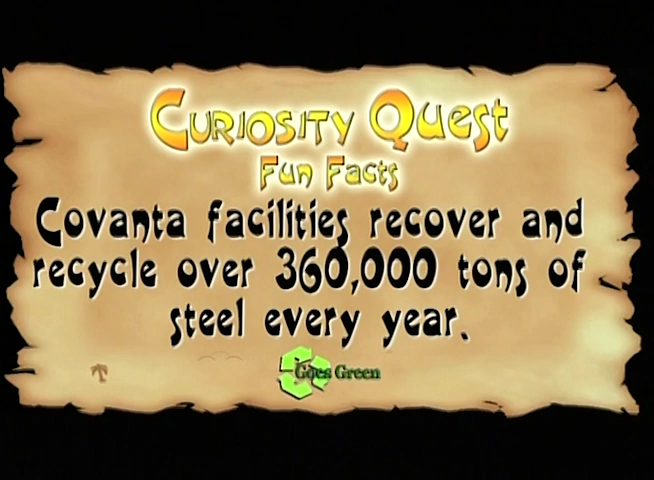 Curiosity Quest
Fun Facts
Covanta facilities recover and
recycle over 360,000 tons of
steel every year.
Goes Green